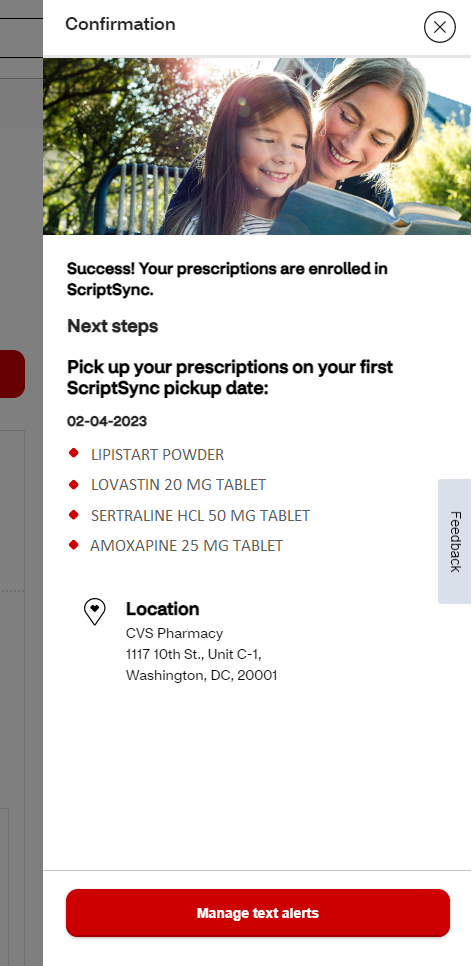 Confirmation
Success! Your prescriptions are enrolled in
ScriptSync.
Next steps
Pick up your prescriptions on your first
ScriptSync pickup date:
02-04-2023
LIPISTART POWDER
LOVASTIN 20 MG TABLET
SERTRALINE HCL 50 MG TABLET
AMOXAPINE 25 MG TABLET
Feedback
Location
CVS Pharmacy
1117 10th St., Unit C-1,
Washington, DC, 20001
Manage text alerts